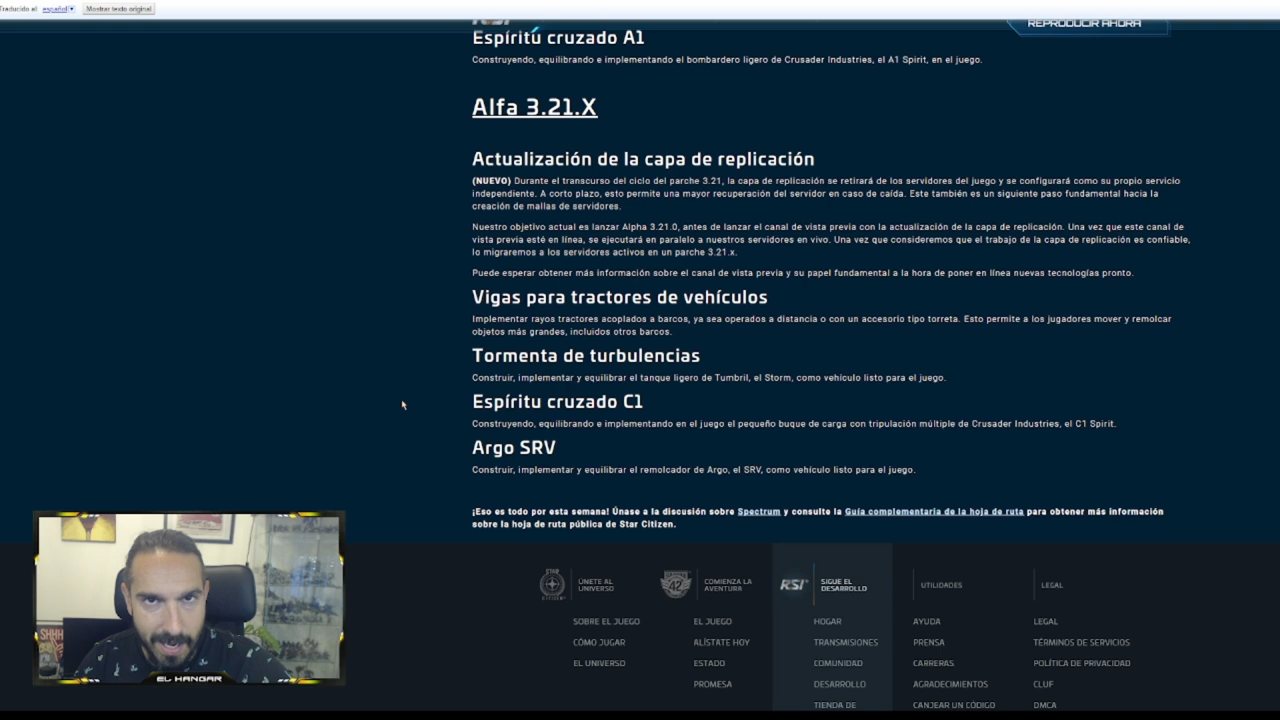 Traducido al español Mostrar texto original
RSI
REPRODUCIR AHORA
Espíritu cruzado A1
Construyendo, equilibrando e implementando el bombardero ligero de Crusader Industries, el A1 Spirit, en el juego.
Alfa 3.21.X
Actualización de la capa de replicación
(NUEVO) Durante el transcurso del ciclo del parche 3.21, la capa de replicación se retirará de los servidores del juego y se configurará como su propio servicio
independiente. A corto plazo, esto permite una mayor recuperación del servidor en caso de caída. Este también es un siguiente paso fundamental hacia la
creación de mallas de servidores.
Nuestro objetivo actual es lanzar Alpha 3.21.0, antes de lanzar el canal de vista previa con la actualización de la capa de replicación. Una vez que este canal de
vista previa esté en línea, se ejecutará en paralelo a nuestros servidores en vivo. Una vez que consideremos que el trabajo de la capa de replicación es confiable,
lo migraremos a los servidores activos en un parche 3.21.x.
Puede esperar obtener más información sobre el canal de vista previa y su papel fundamental a la hora de poner en línea nuevas tecnologías pronto.
Vigas para tractores de vehículos
Implementar rayos tractores acoplados a barcos, ya sea operados a distancia o con un accesorio tipo torreta. Esto permite a los jugadores mover y remolcar
objetos más grandes, incluidos otros barcos.
Tormenta de turbulencias
Construir, implementar y equilibrar el tanque ligero de Tumbril, el Storm, como vehículo listo para el juego.
Espíritu cruzado C1
Construyendo, equilibrando e implementando en el juego el pequeño buque de carga con tripulación múltiple de Crusader Industries, el C1 Spirit.
Argo SRV
Construir, implementar y equilibrar el remolcador de Argo, el SRV, como vehículo listo para el juego.
¡Eso es todo por esta semana! Únase a la discusión sobre Spectrum y consulte la Guía complementaria de la hoja de ruta para obtener más información
sobre la hoja de ruta pública de Star Citizen.
ÚNETE AL
UNIVERSO
SOBRE EL JUEGO
CÓMO JUGAR
EL UNIVERSO
COMIENZA LA
AVENTURA
EL JUEGO
ALÍSTATE HOY
ESTADO
PROMESA
RSI
SIGUE EL
DESARROLLO
HOGAR
TRANSMISIONES
COMUNIDAD
DESARROLLO
TIENDA DE
UTILIDADES
AYUDA
PRENSA
CARRERAS
AGRADECIMIENTOS
CANJEAR UN CÓDIGO
LEGAL
LEGAL
TÉRMINOS DE SERVICIOS
POLÍTICA DE PRIVACIDAD
CLUF
DMCA
EL HANGAR